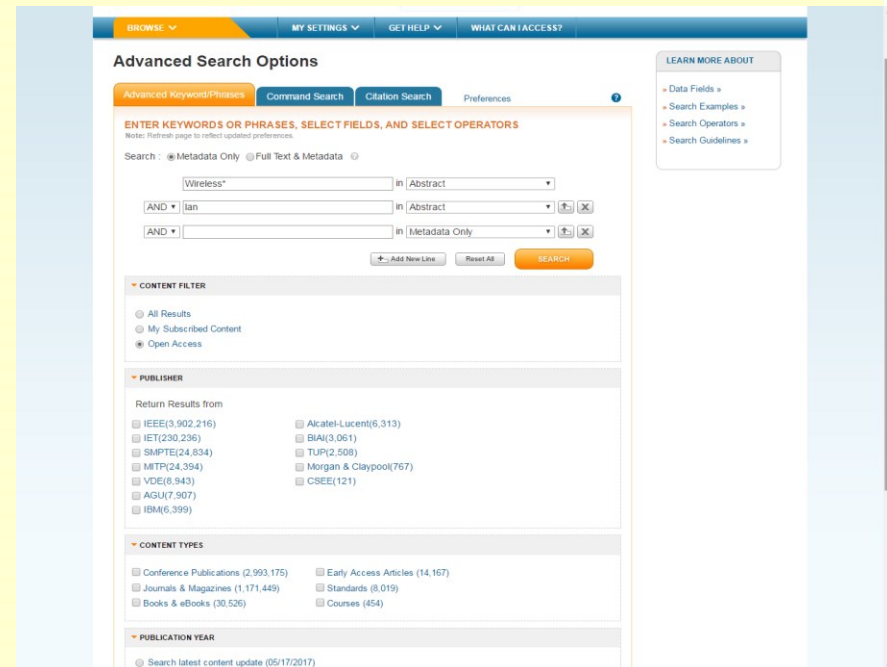 BROWSE MY SETTINGS GET HELP WHAT CAN I ACCESS?
Advanced Search Options
Advanced Keyword/Phrases Command Search Citation Search Preferences
ENTER KEYWORDS OR PHRASES, SELECT FIELDS, AND SELECT OPERATORS
Note: Refresh page to reflect updated preferences.
Search : Metadata Only Full Text & Metadata
Wireless* in Abstract
AND lan in Abstract
AND in Metadata Only
Add New Line Reset All SEARCH
CONTENT FILTER
All Results
My Subscribed Content
Open Access
PUBLISHER
Return Results from
IEEE(3,902,216) Alcatel-Lucent(6,313)
IET(230,236) BIAI(3,061)
SMPTE(24,834) TUP(2,508)
MITP(24,394) Morgan & Claypool(767)
VDE(8,943) CSEE(121)
AGU(7,907)
IBM(6,399)
CONTENT TYPES
Conference Publications (2,993,175) Early Access Articles (14,167)
Journals & Magazines (1,171,449) Standards (8,019)
Books & eBooks (30,526) Courses (454)
PUBLICATION YEAR
Search latest content update (05/17/2017)
LEARN MORE ABOUT
» Data Fields »
» Search Examples »
» Search Operators »
» Search Guidelines »